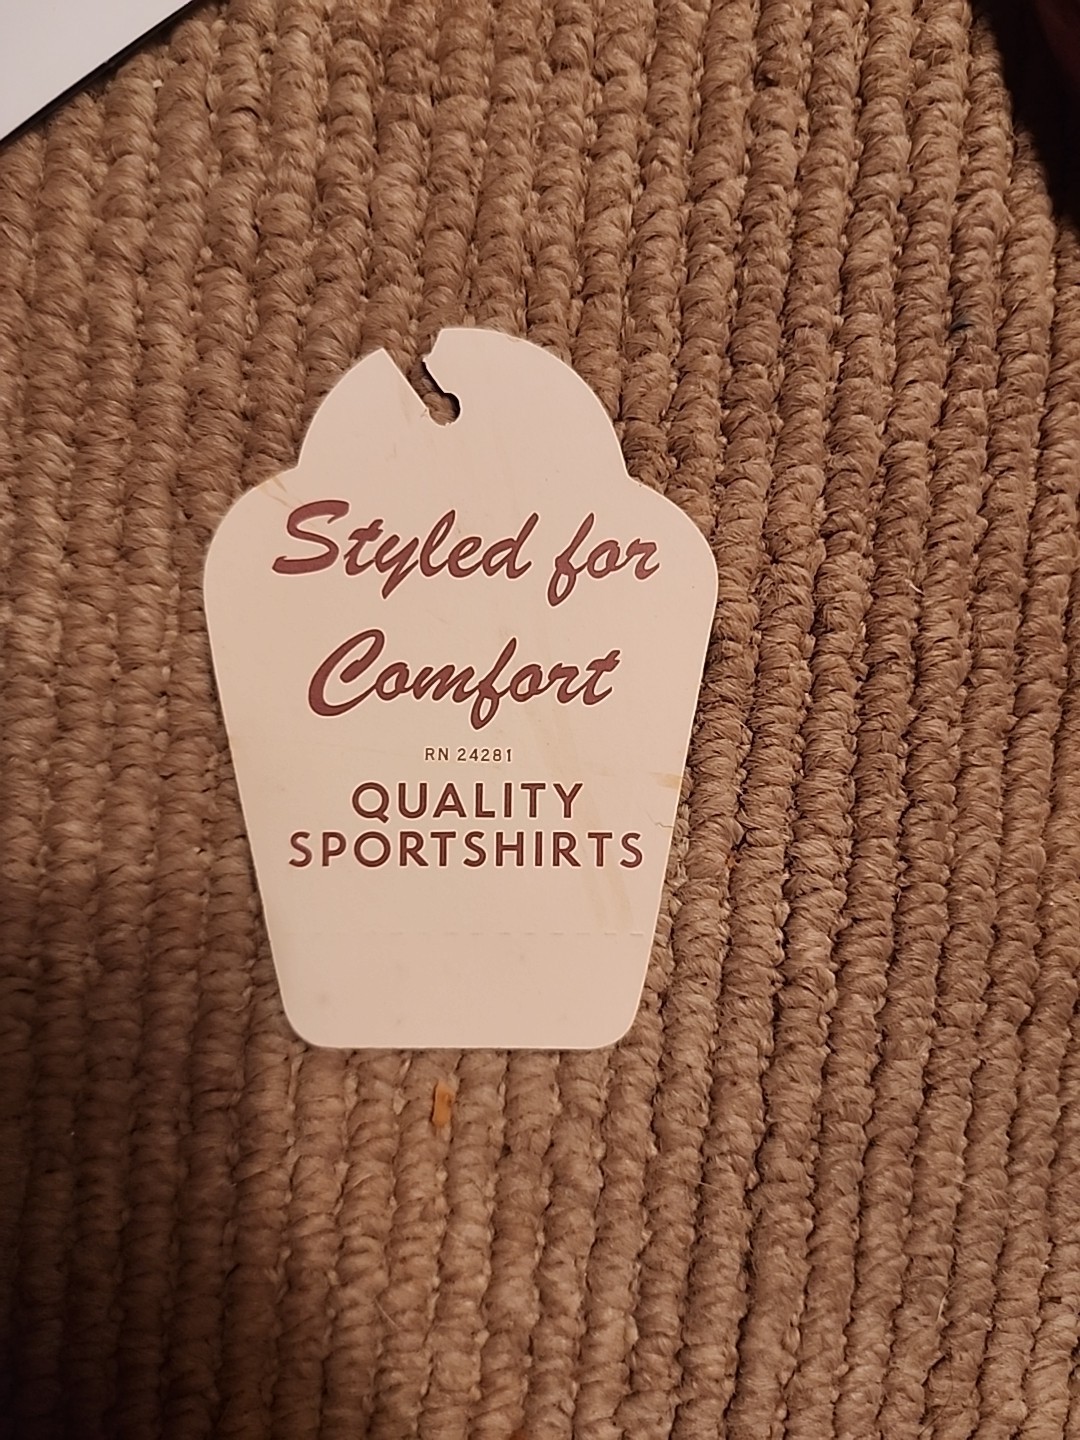 Styled for
Comfort
RN 24281
QUALITY
SPORTSHIRTS